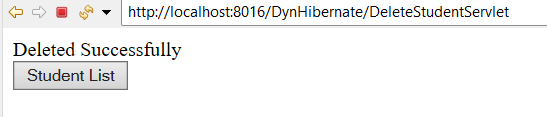 http://localhost:8016/DynHibernate/DeleteStudentServlet
Deleted Successfully
Student List